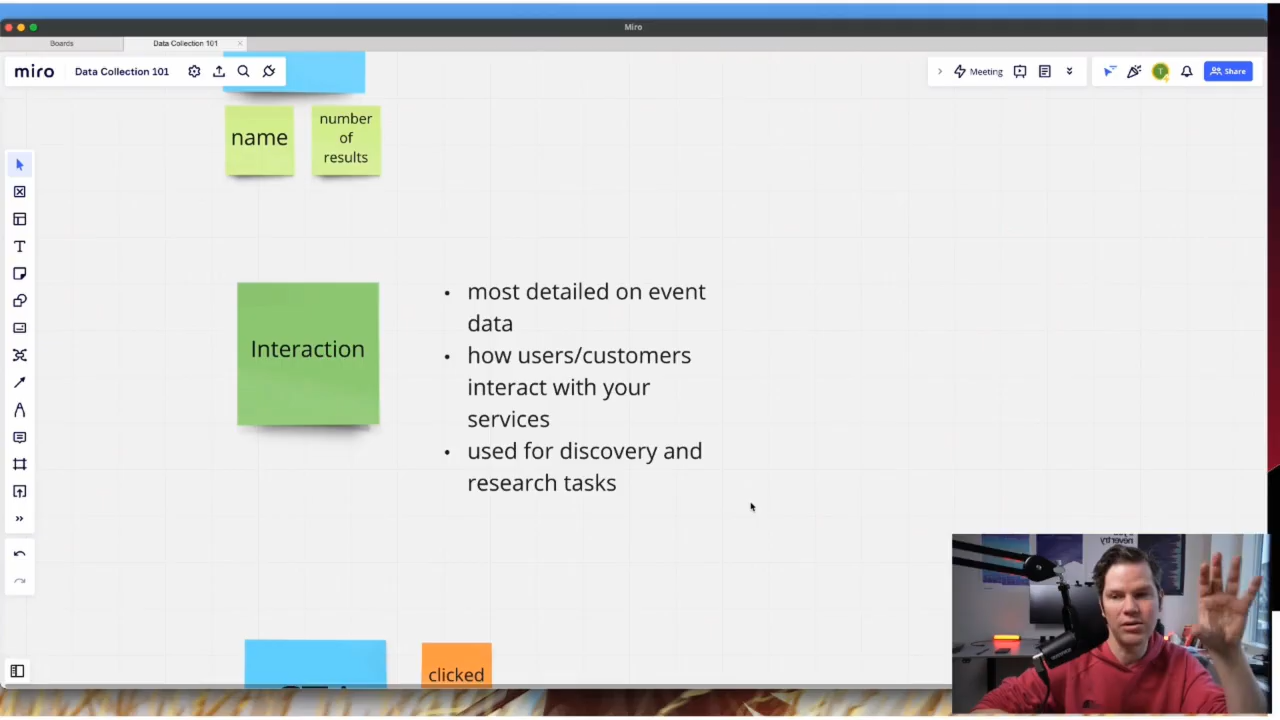 Miro
Boards
Data Collection 101
miro
Data Collection 101
Meeting
T
Share
name
number
of
results
Interaction
• most detailed on event
data
• how users/customers
interact with your
services
• used for discovery and
research tasks
clicked